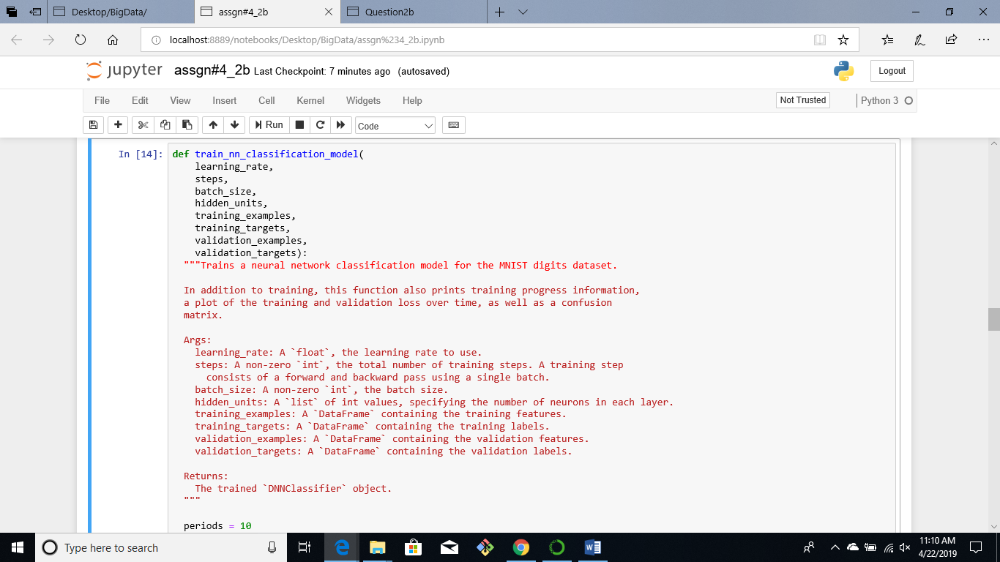 Desktop/BigData/
assgn#4_2b
Question2b
localhost:8889/notebooks/Desktop/BigData/assgn%234_2b.ipynb
jupyter assgn#4_2b Last Checkpoint: 7 minutes ago (autosaved)
Logout
File Edit View Insert Cell Kernel Widgets Help
Not Trusted
Python 3
Run
Code
In [14]: def train_nn_classification_model(
    learning_rate,
    steps,
    batch_size,
    hidden_units,
    training_examples,
    training_targets,
    validation_examples,
    validation_targets):
  """Trains a neural network classification model for the MNIST digits dataset.
  In addition to training, this function also prints training progress information,
  a plot of the training and validation loss over time, as well as a confusion
  matrix.
  Args:
    learning_rate: A `float`, the learning rate to use.
    steps: A non-zero `int`, the total number of training steps. A training step
      consists of a forward and backward pass using a single batch.
    batch_size: A non-zero `int`, the batch size.
    hidden_units: A `list` of int values, specifying the number of neurons in each layer.
    training_examples: A `DataFrame` containing the training features.
    training_targets: A `DataFrame` containing the training labels.
    validation_examples: A `DataFrame` containing the validation features.
    validation_targets: A `DataFrame` containing the validation labels.
  Returns:
    The trained `DNNClassifier` object.
  """
  periods = 10
Type here to search
11:10 AM
4/22/2019